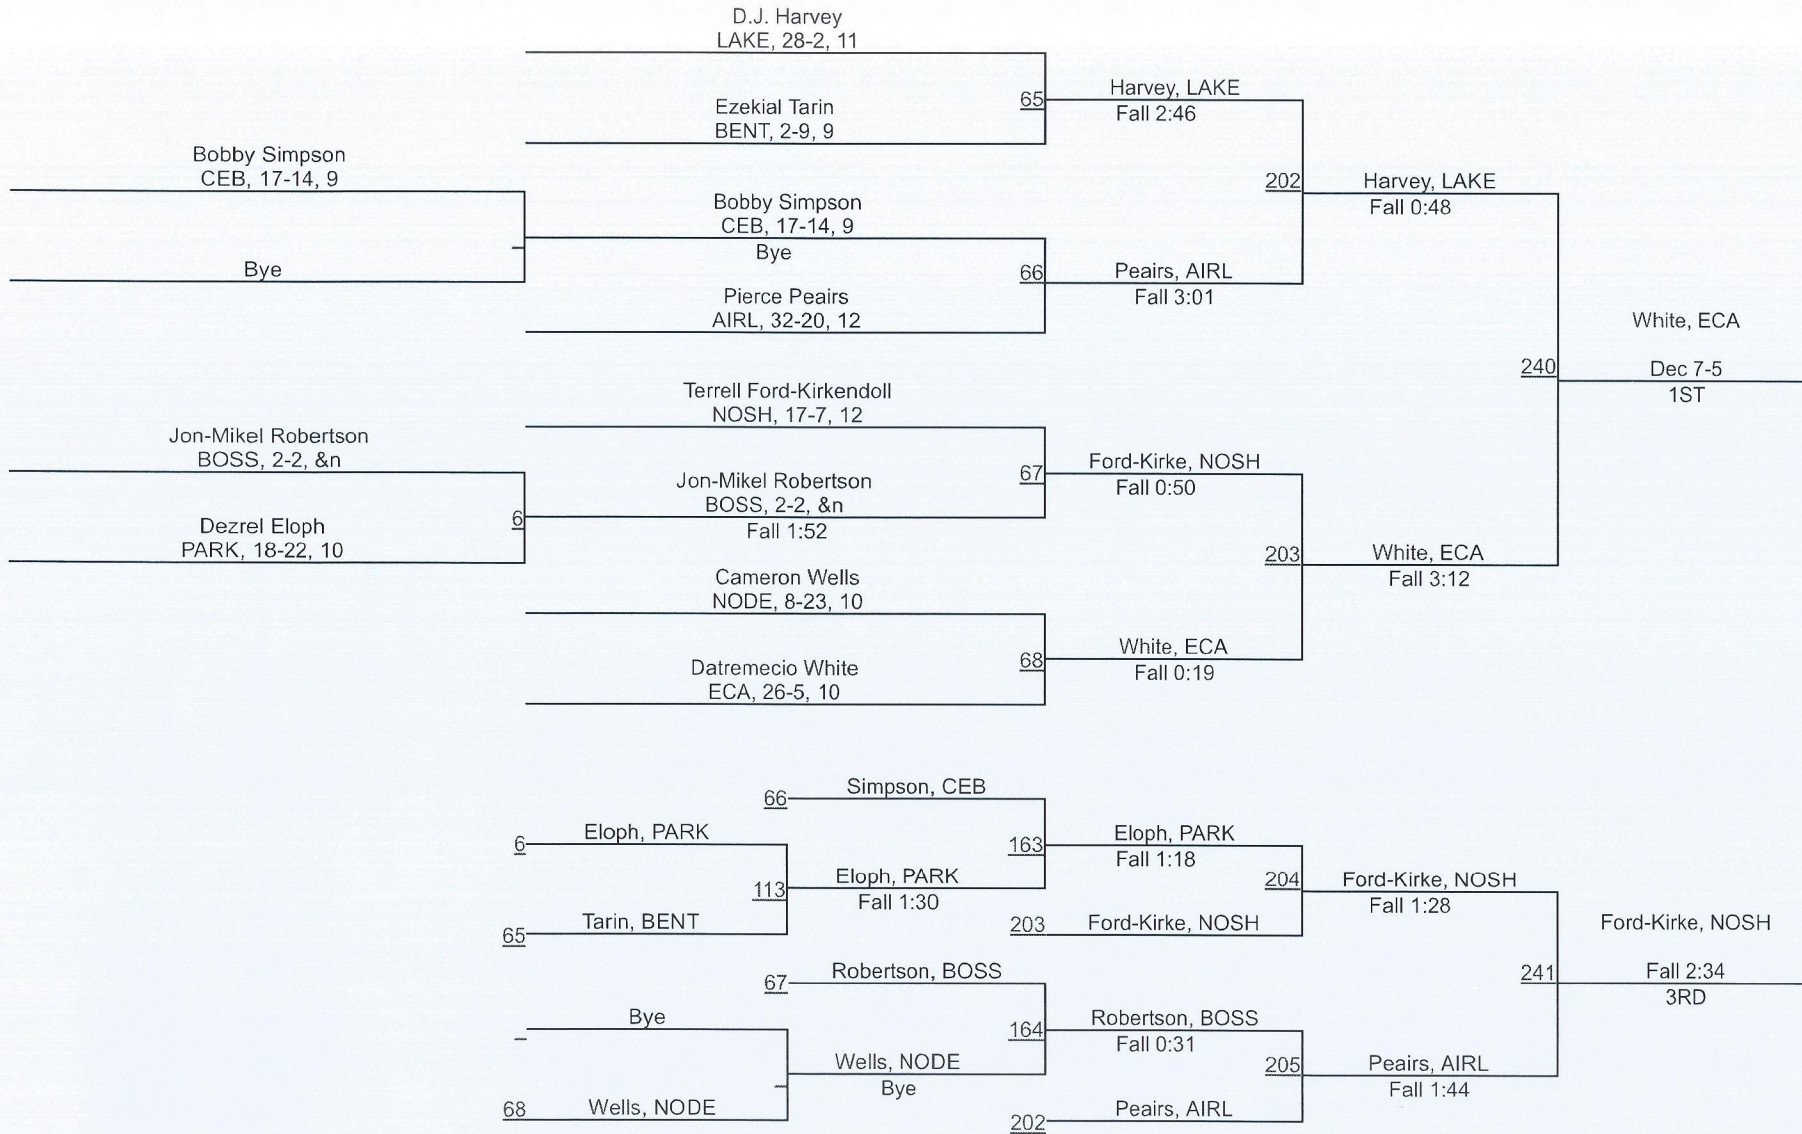 D.J. Harvey
LAKE, 28-2, 11
Ezekial Tarin
BENT, 2-9, 9
65
Harvey, LAKE
Fall 2:46
Bobby Simpson
CEB, 17-14, 9
Bye
Bobby Simpson
CEB, 17-14, 9
Bye
Pierce Peairs
AIRL, 32-20, 12
66
Peairs, AIRL
Fall 3:01
202
Harvey, LAKE
Fall 0:48
Terrell Ford-Kirkendoll
NOSH, 17-7, 12
Jon-Mikel Robertson
BOSS, 2-2, &n
Dezrel Eloph
PARK, 18-22, 10
6
Jon-Mikel Robertson
BOSS, 2-2, &n
Fall 1:52
67
Ford-Kirke, NOSH
Fall 0:50
Cameron Wells
NODE, 8-23, 10
Datremecio White
ECA, 26-5, 10
68
White, ECA
Fall 0:19
203
White, ECA
Fall 3:12
240
White, ECA
Dec 7-5
1ST
66
Simpson, CEB
6
Eloph, PARK
65
Tarin, BENT
113
Eloph, PARK
Fall 1:30
163
Eloph, PARK
Fall 1:18
203
Ford-Kirke, NOSH
204
Ford-Kirke, NOSH
Fall 1:28
67
Robertson, BOSS
Bye
68
Wells, NODE
Wells, NODE
Bye
164
Robertson, BOSS
Fall 0:31
202
Peairs, AIRL
205
Peairs, AIRL
Fall 1:44
241
Ford-Kirke, NOSH
Fall 2:34
3RD